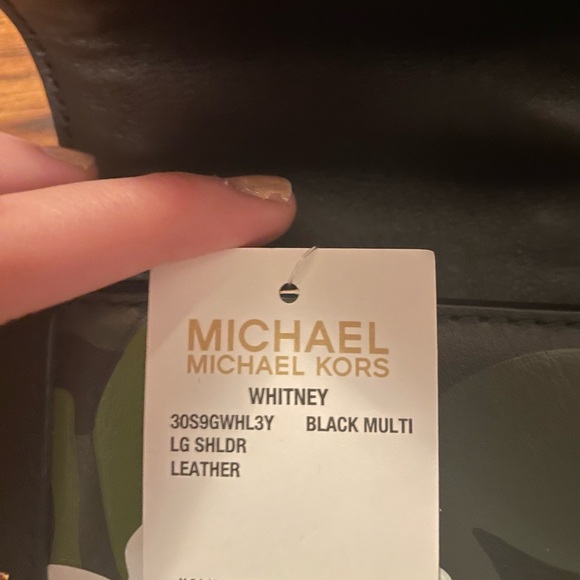 MICHAEL
MICHAEL KORS
WHITNEY
30S9GWHL3Y BLACK MULTI
LG SHLDR
LEATHER